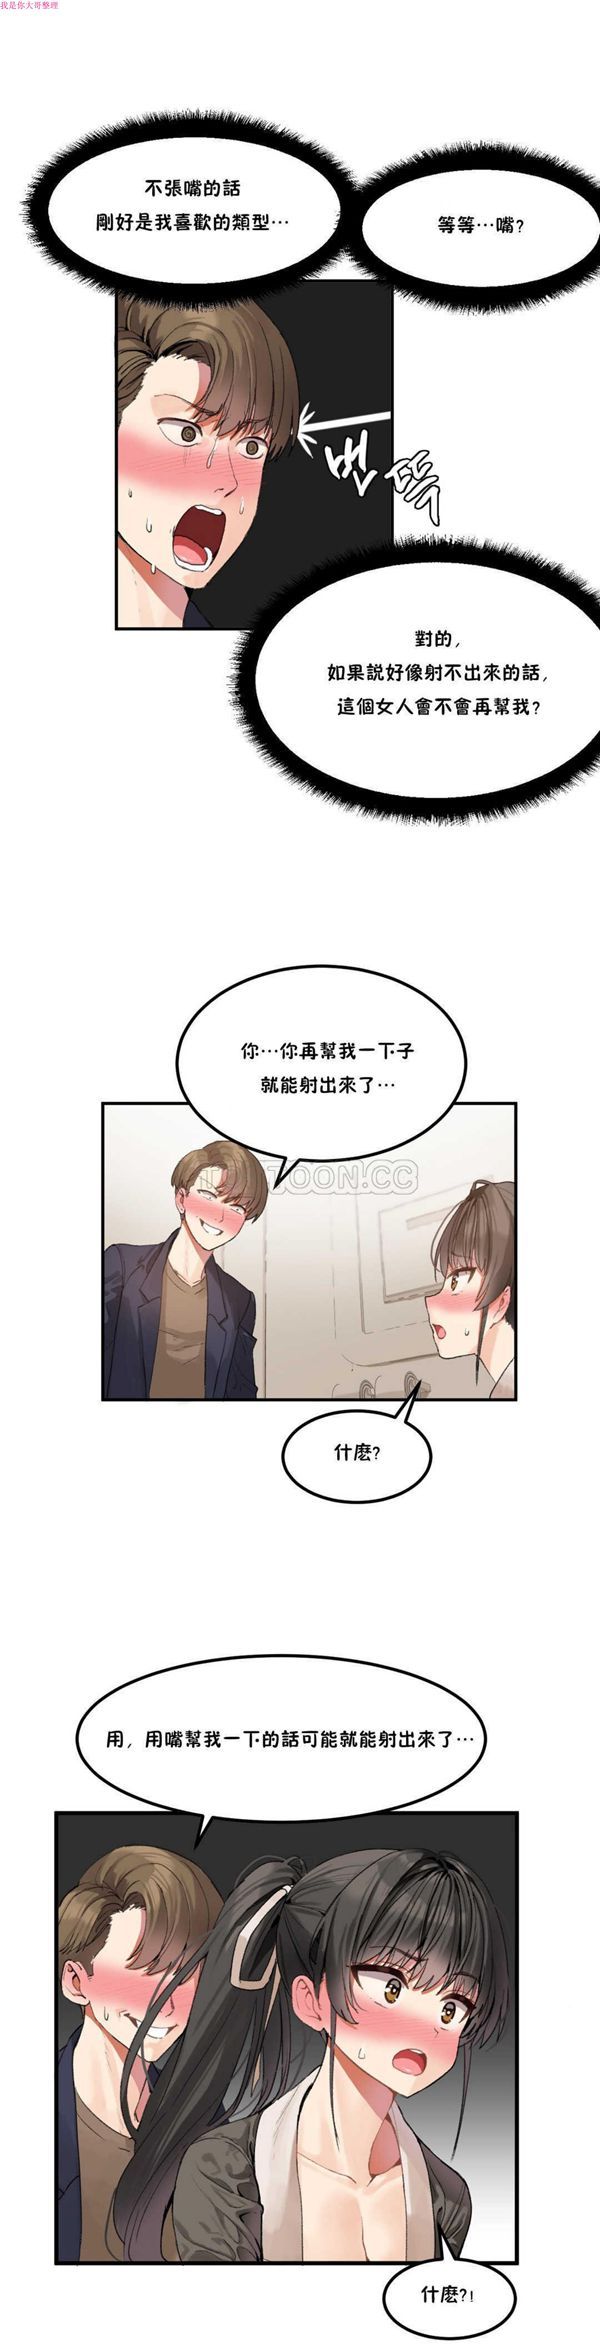 我是你大哥整理
不張嘴的話
剛好是我喜歡的類型…
等等…嘴?
번뜩
對的,
如果說好像射不出來的話,
這個女人會不會再幫我?
你…你再幫我一下子
就能射出來了…
TOON.CC
什麽?
用, 用嘴幫我一下的話可能就能射出來了…
什麽?!